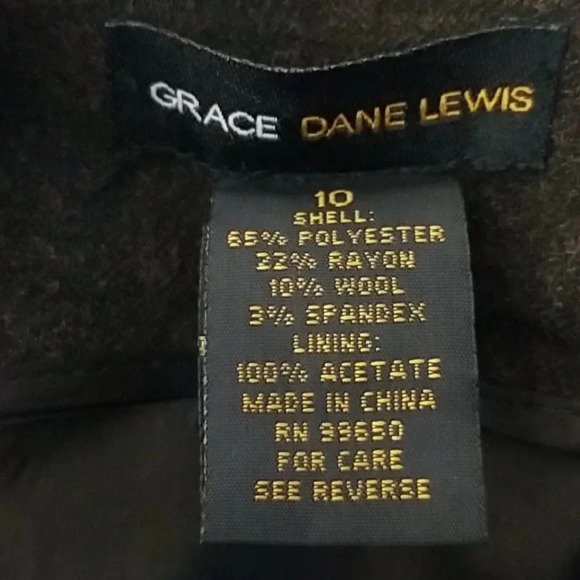 GRACE DANE LEWIS
10
SHELL:
65% POLYESTER
22% RAYON
10% WOOL
3% SPANDEX
LINING:
100% ACETATE
MADE IN CHINA
RN 93650
FOR CARE
SEE REVERSE